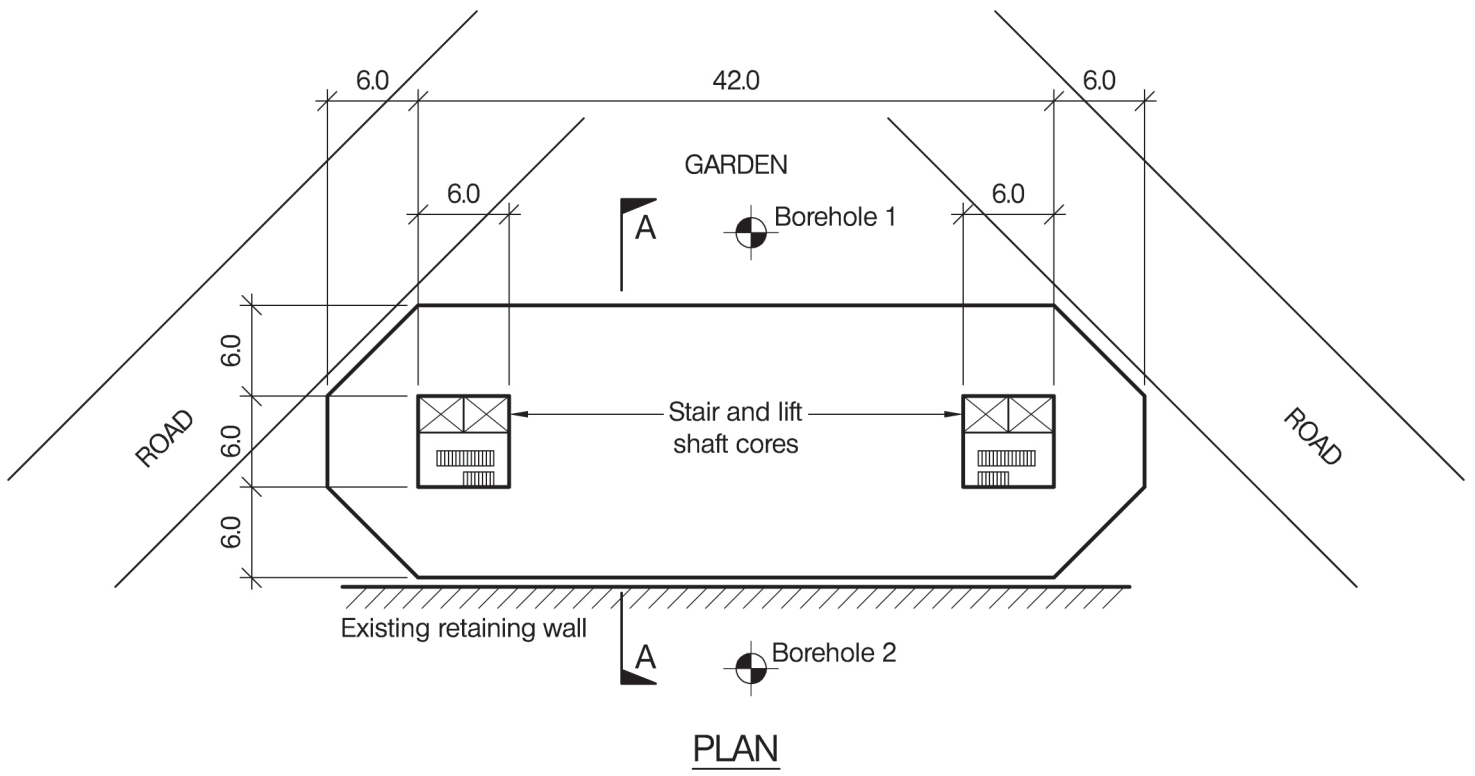 6.0
42.0
6.0
GARDEN
6.0
6.0
A
Borehole 1
6.0
6.0
6.0
ROAD
Stair and lift
shaft cores
ROAD
Existing retaining wall
A
Borehole 2
PLAN